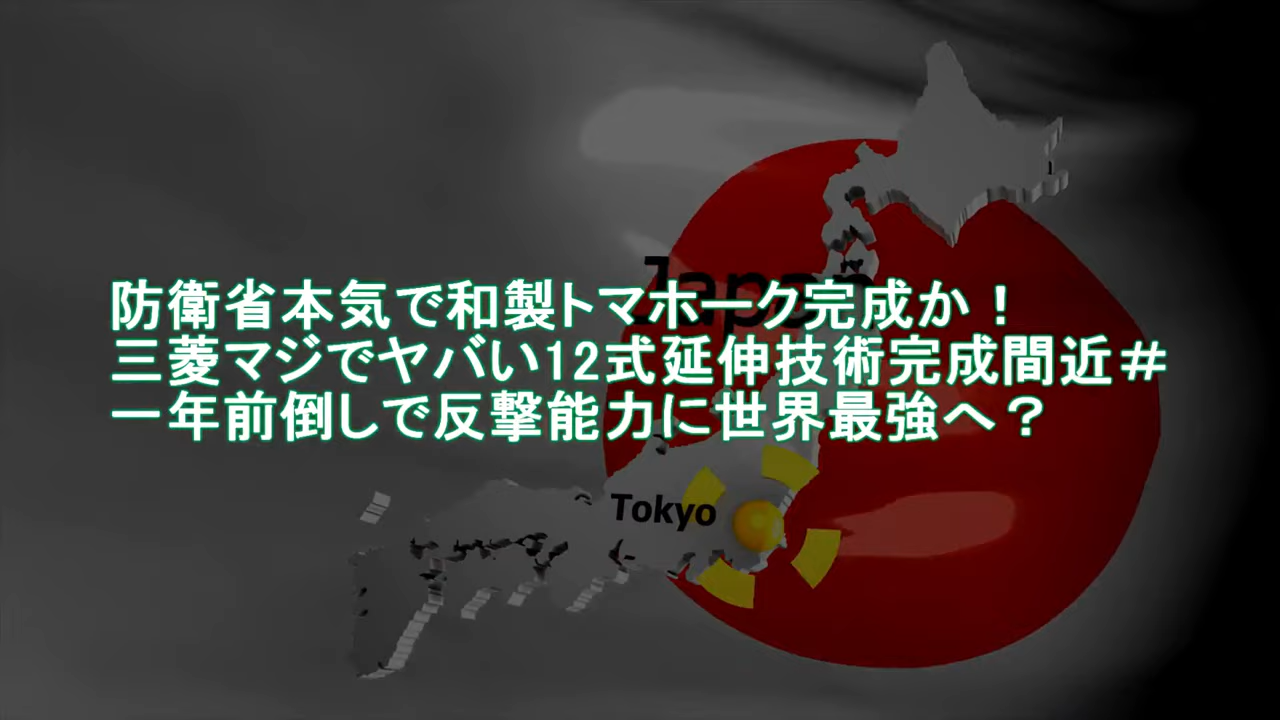 Japan
防衛省本気で和製トマホーク完成か！
三菱マジでヤバい12式延伸技術完成間近＃
一年前倒しで反撃能力に世界最強へ？
Tokyo